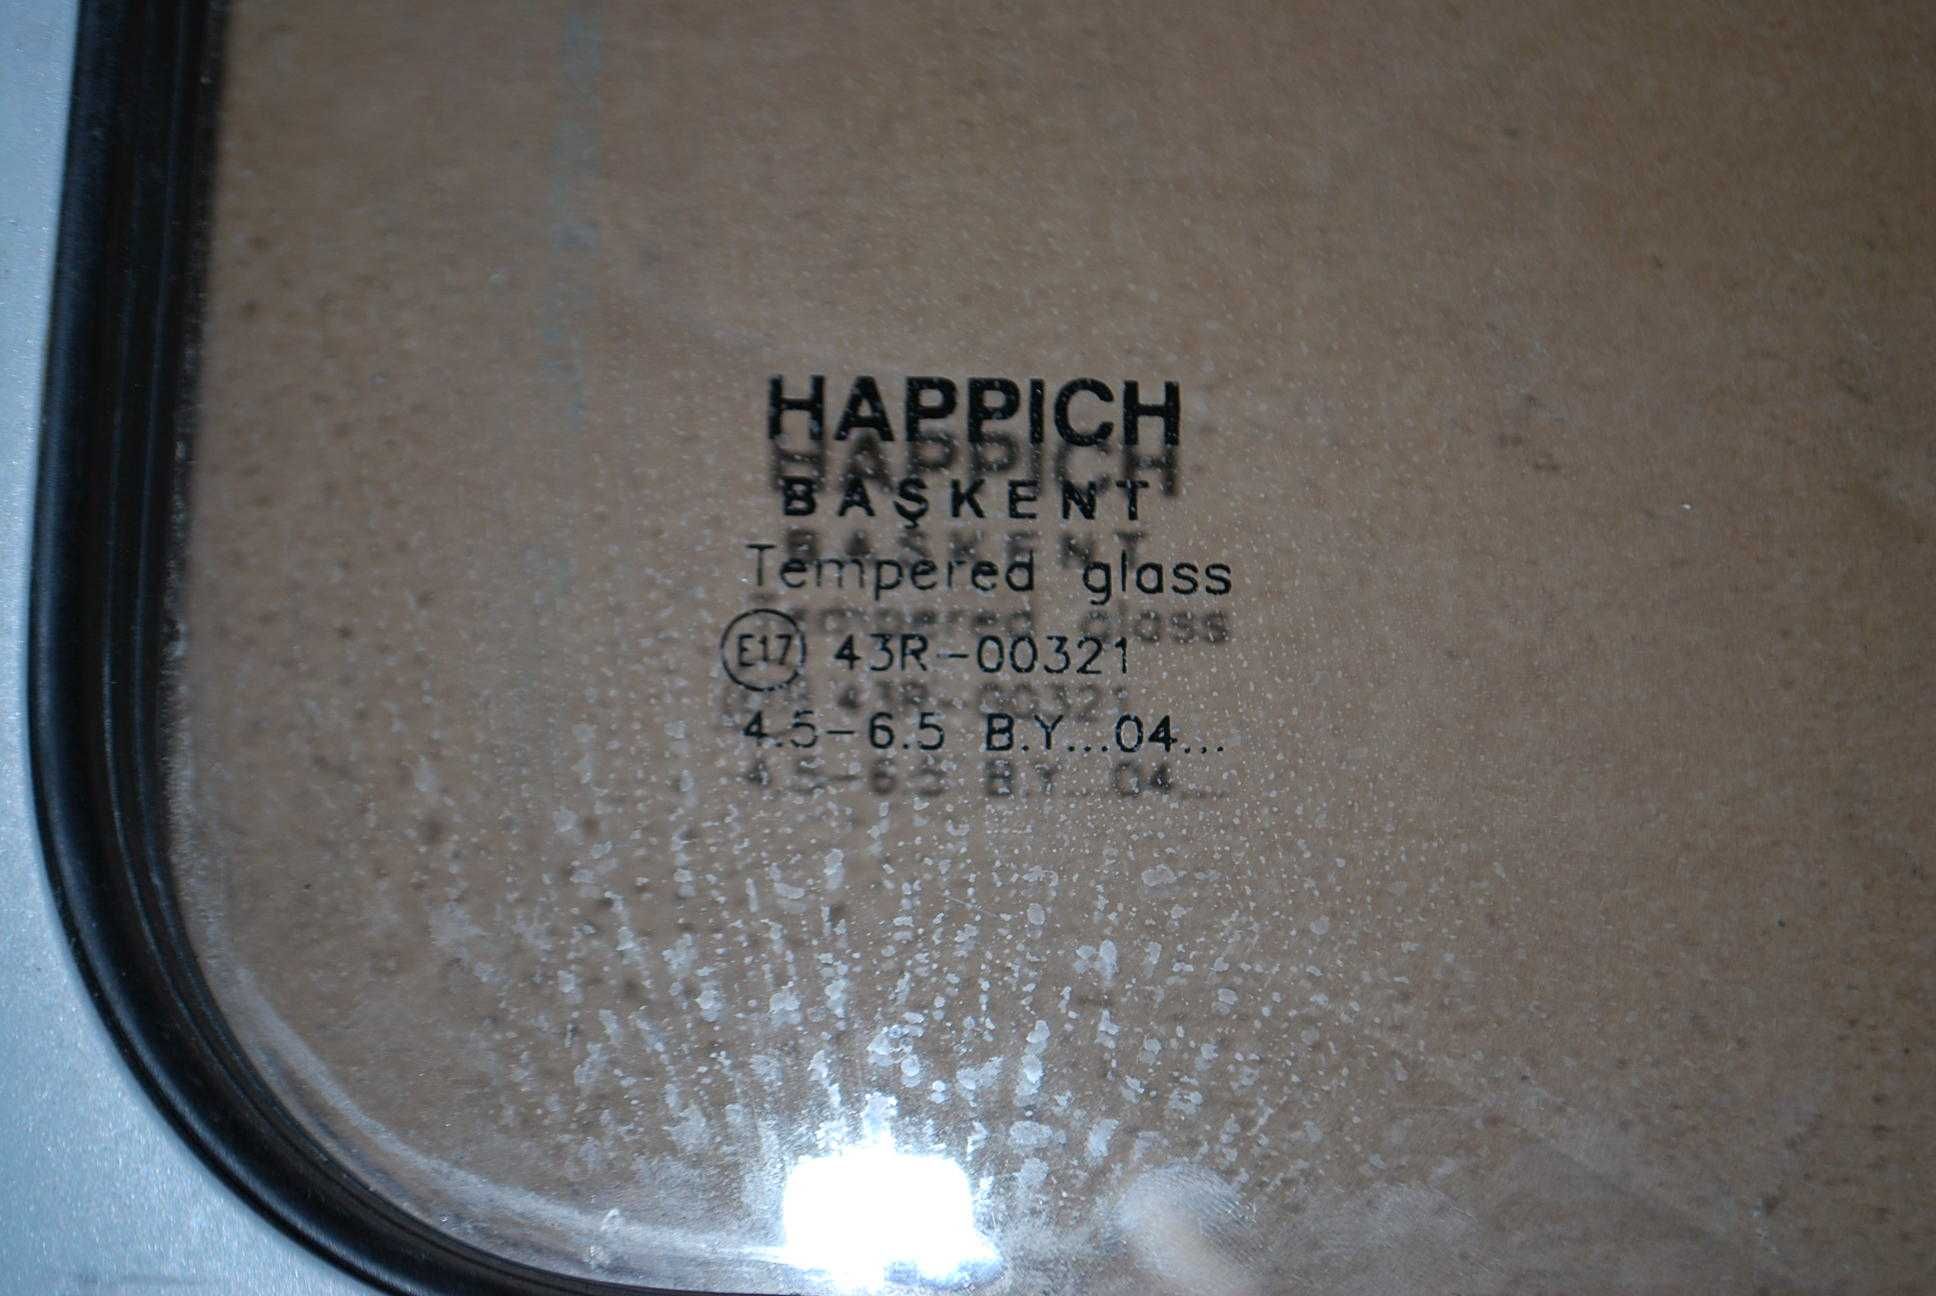 HAPPICH
BAŞKENT
Tempered glass
E17 43R-00321
4.5-6.5 B.Y...04...